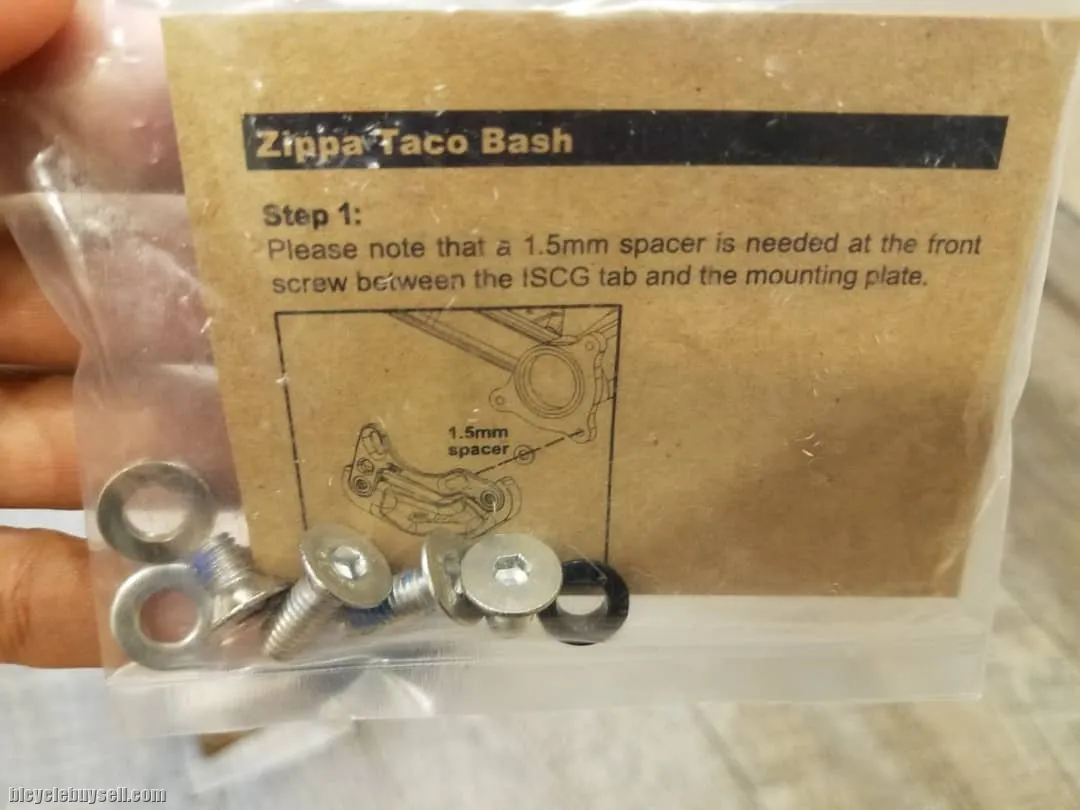 Zippa Taco Bash
Step 1:
Please note that a 1.5mm spacer is needed at the front
screw between the ISCG tab and the mounting plate.
1.5mm
spacer
bicyclebuysell.com